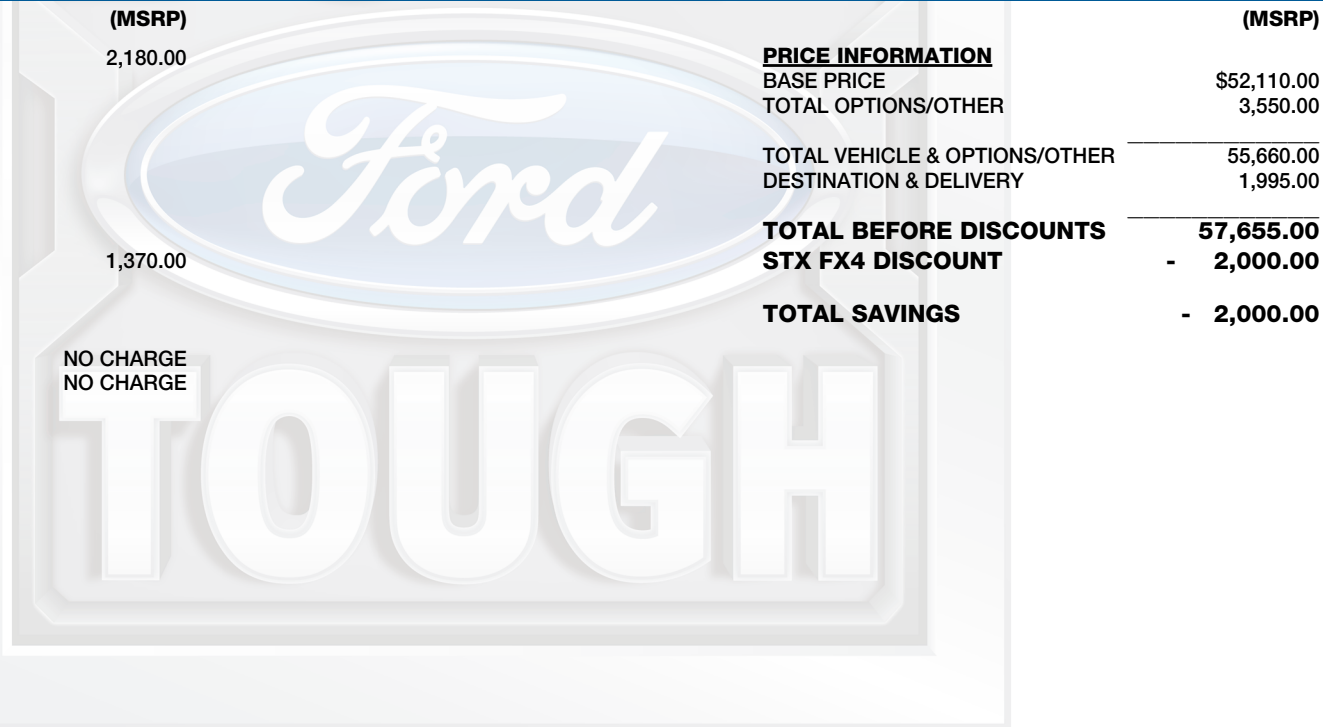 (MSRP)
2,180.00
1,370.00
NO CHARGE
NO CHARGE
Ford
TOUGH
(MSRP)
PRICE INFORMATION
BASE PRICE $52,110.00
TOTAL OPTIONS/OTHER 3,550.00
TOTAL VEHICLE & OPTIONS/OTHER 55,660.00
DESTINATION & DELIVERY 1,995.00
TOTAL BEFORE DISCOUNTS 57,655.00
STX FX4 DISCOUNT - 2,000.00
TOTAL SAVINGS - 2,000.00